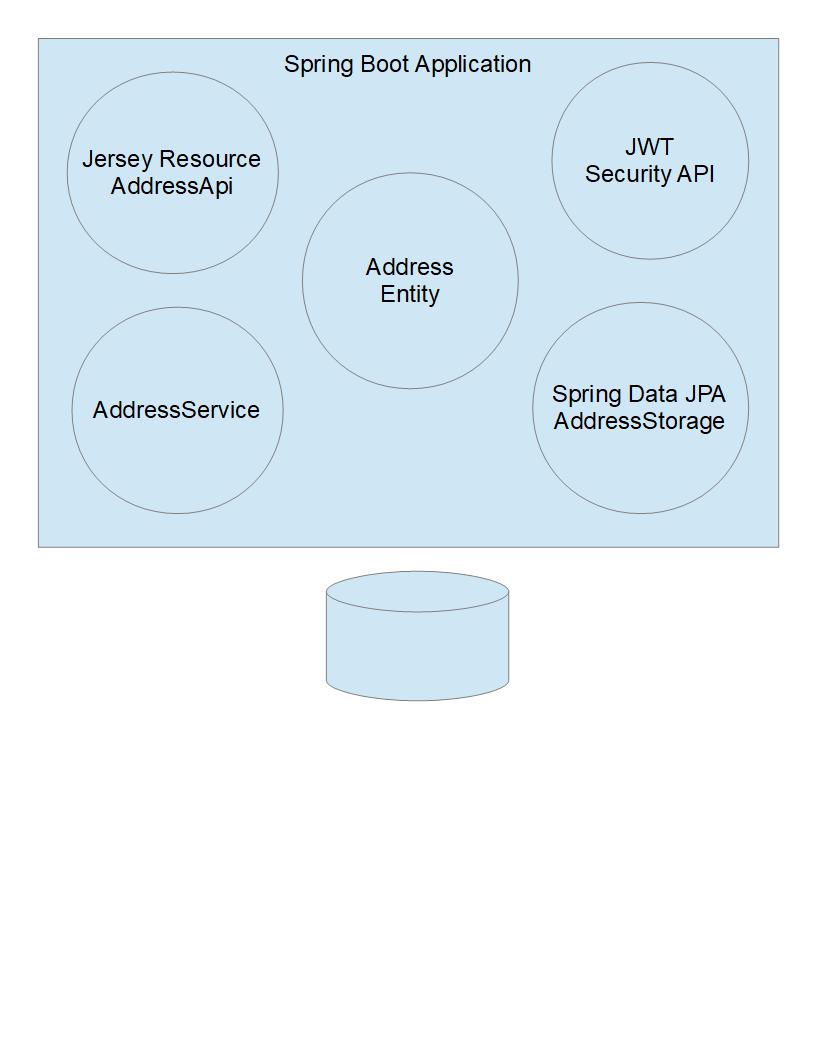 Spring Boot Application
Jersey Resource
AddressApi
JWT
Security API
Address
Entity
AddressService
Spring Data JPA
AddressStorage